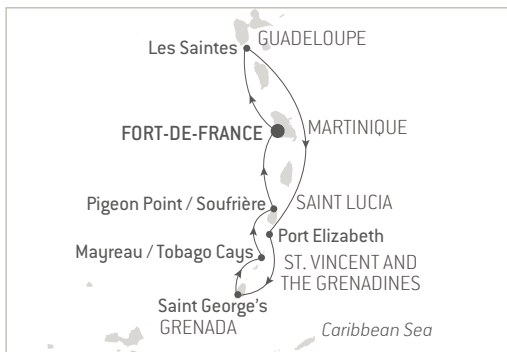 Les Saintes
GUADELOUPE
FORT-DE-FRANCE
MARTINIQUE
Pigeon Point / Soufrière
SAINT LUCIA
Port Elizabeth
Mayreau / Tobago Cays
ST. VINCENT AND
THE GRENADINES
Saint George's
GRENADA
Caribbean Sea